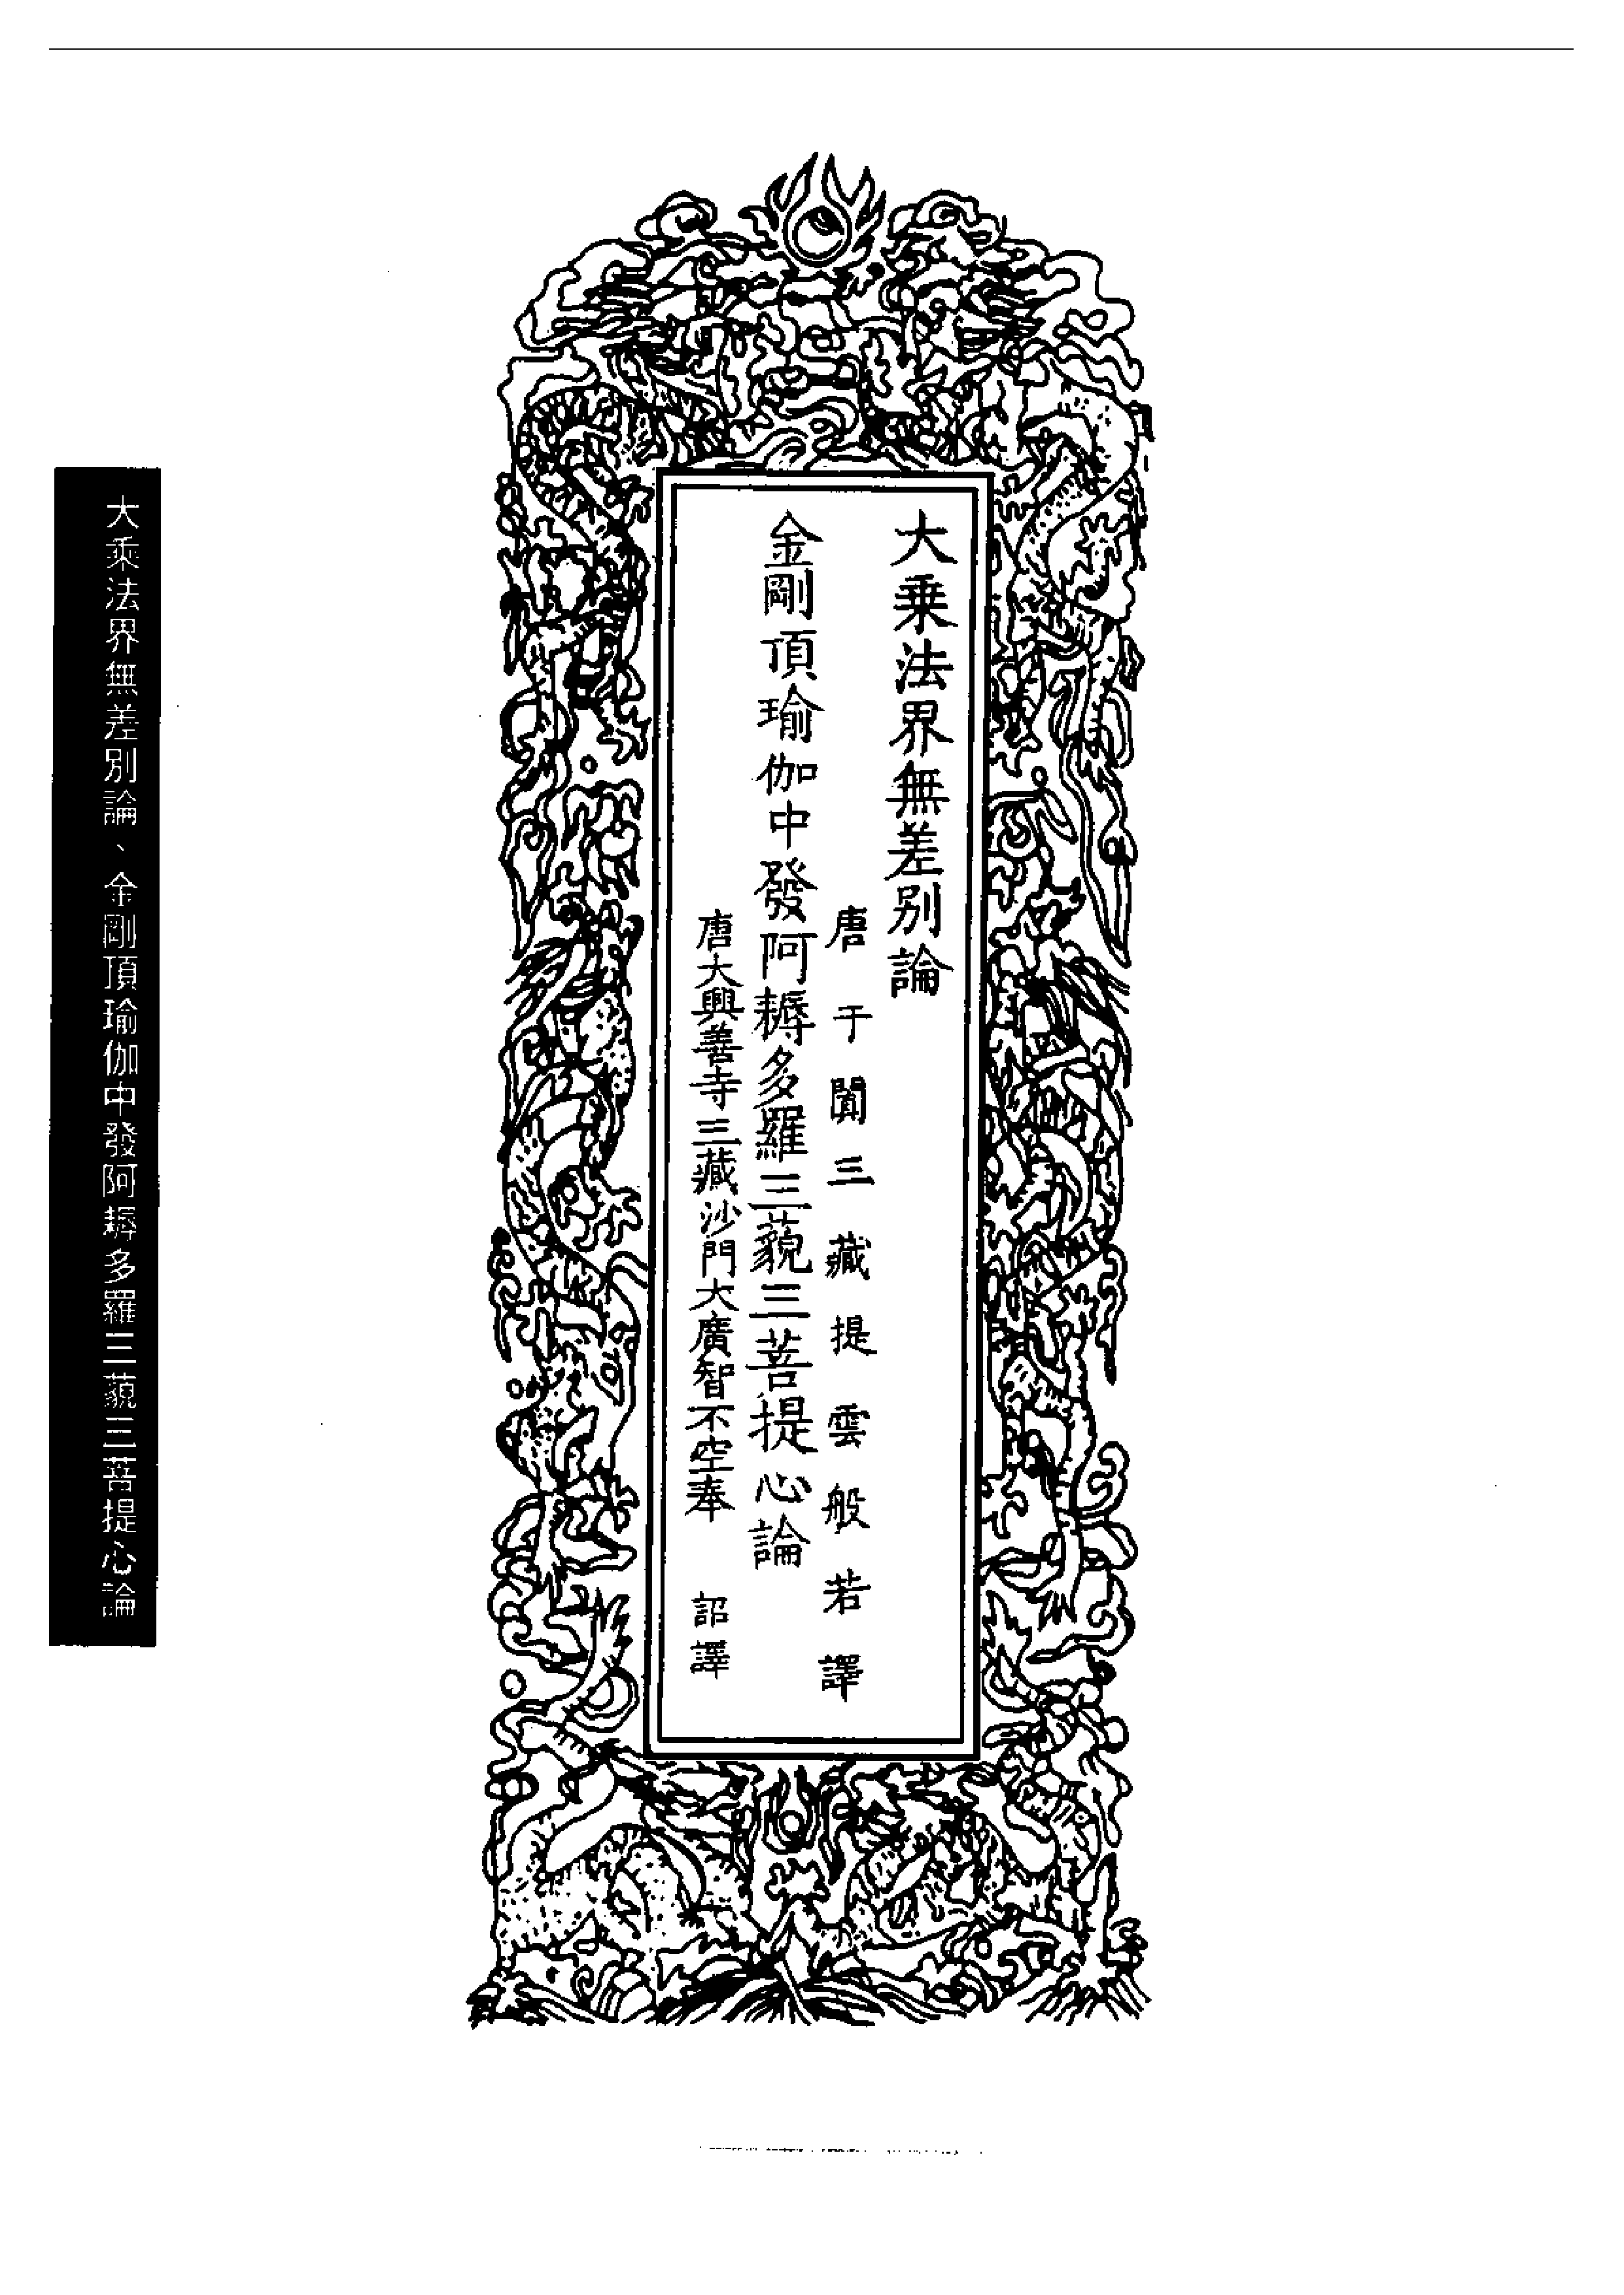 大乘法界無差別論
唐于闐三藏提雲般若譯
金剛頂瑜伽中發阿耨多羅三藐三菩提心論
唐大興善寺三藏沙門大廣智不空奉 詔譯
大乘法界無差別論、金剛頂瑜伽中發阿耨多羅三藐三菩提心論